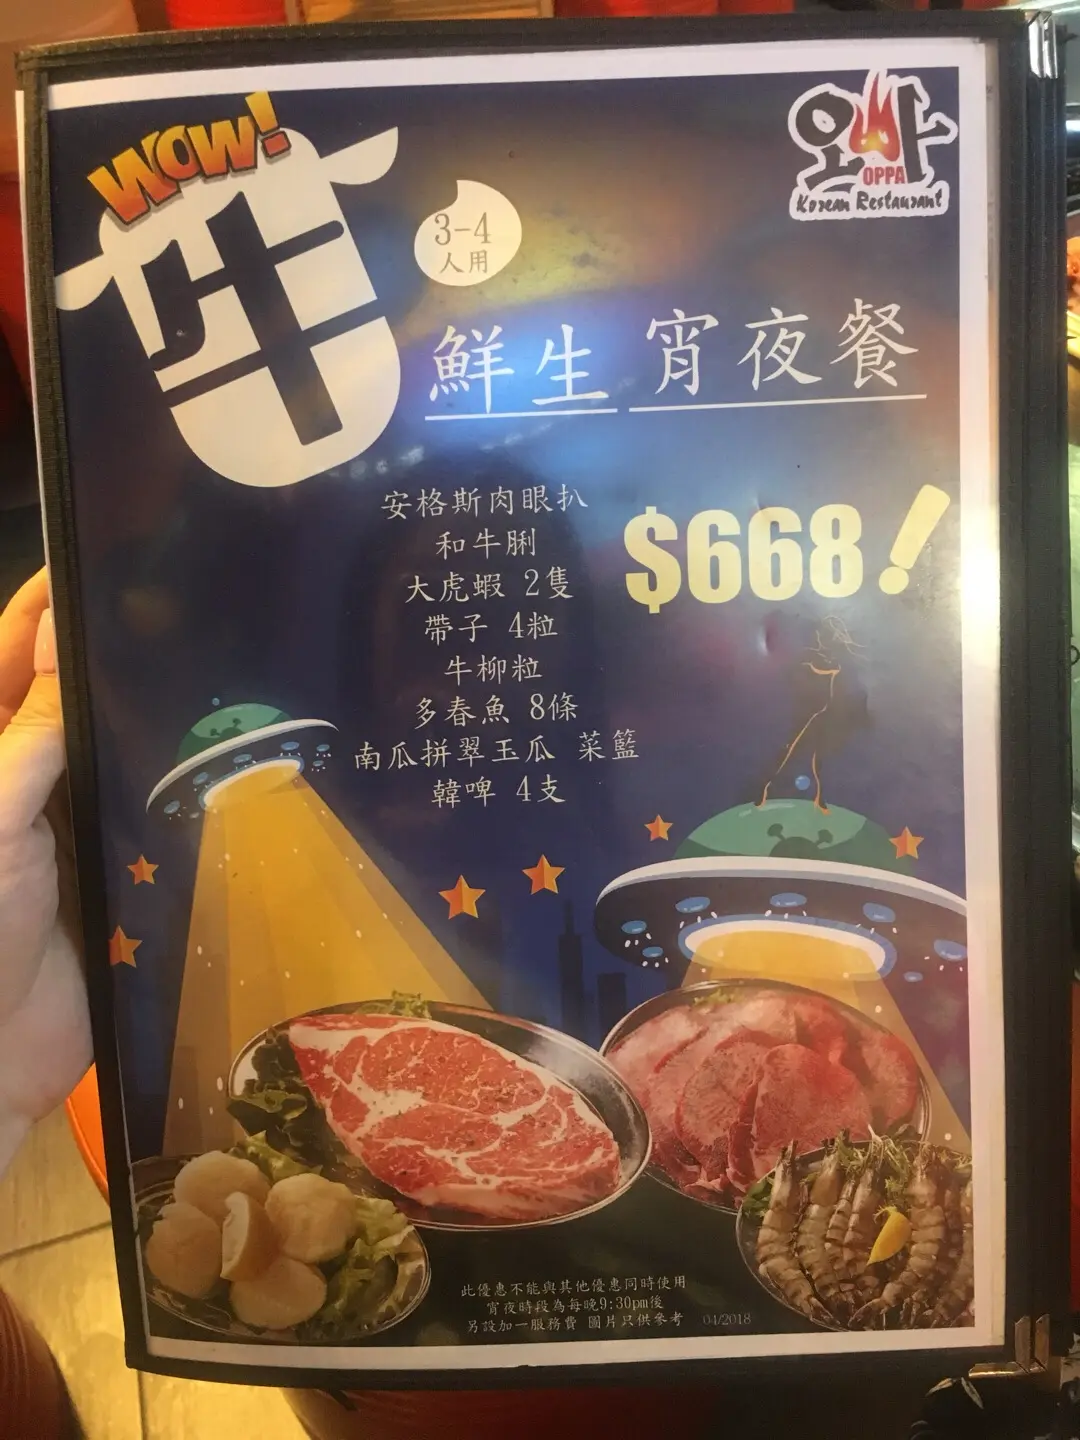 WOW!
牛
3-4
人用
오빠
OPPA
Korean Restaurant
鮮生 宵夜餐
安格斯肉眼扒
和牛脷
大虎蝦 2隻
帶子 4粒
牛柳粒
多春魚 8條
南瓜拼翠玉瓜 菜籃
韓啤 4支
$668!
此優惠不能與其他優惠同時使用
宵夜時段為每晚9:30pm後
另設加一服務費 圖片只供參考 04/2018